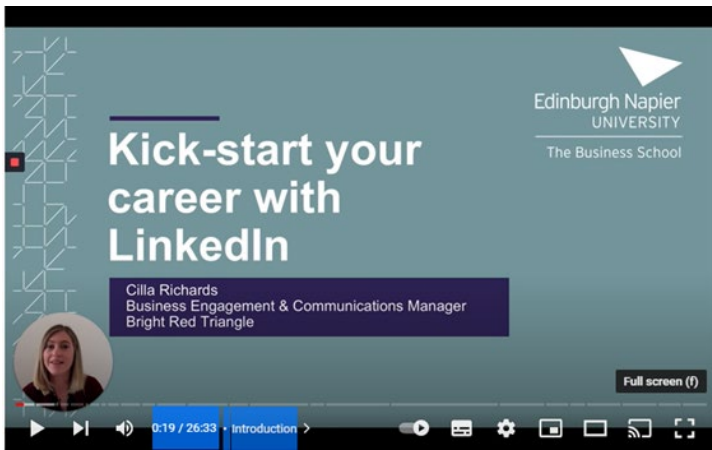 Edinburgh Napier
UNIVERSITY
The Business School
Kick-start your
career with
LinkedIn
Cilla Richards
Business Engagement & Communications Manager
Bright Red Triangle
Full screen (f)
0:19 / 26:33 • Introduction >